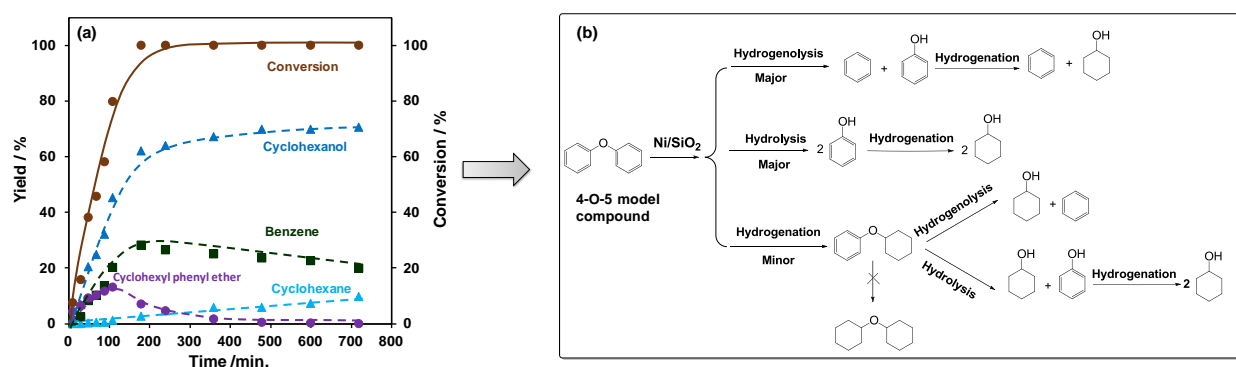 (a)
100
80
60
40
20
0
Yield / %
Conversion
Cyclohexanol
Benzene
Cyclohexyl phenyl ether
Cyclohexane
100
80
60
40
20
0
Conversion / %
0 100 200 300 400 500 600 700 800
Time /min.
(b)
Hydrogenolysis
Major
+
OH
Hydrogenation
+
OH
O
4-O-5 model
compound
Ni/SiO2
Hydrolysis
Major
2
OH
Hydrogenation
2
OH
Hydrogenation
Minor
O
Hydrogenolysis
OH
+
Hydrolysis
OH
+
OH
Hydrogenation
2
OH
O